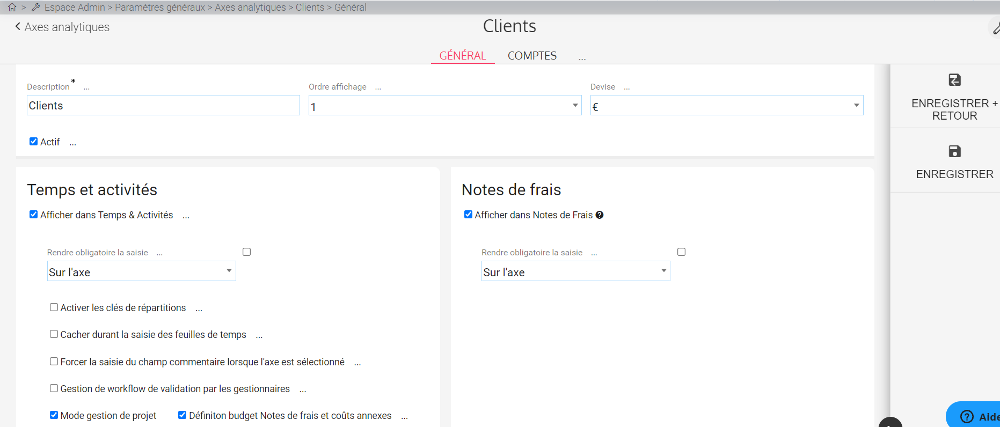 > Espace Admin > Paramètres généraux > Axes analytiques > Clients > Général
Axes analytiques
Clients
GÉNÉRAL COMPTES ...
Description * ... Ordre affichage ... Devise ...
Clients 1 €
Actif ...
ENREGISTRER + RETOUR
ENREGISTRER
Temps et activités
Afficher dans Temps & Activités ...
Rendre obligatoire la saisie ...
Sur l'axe
Activer les clés de répartitions ...
Cacher durant la saisie des feuilles de temps ...
Forcer la saisie du champ commentaire lorsque l'axe est sélectionné ...
Gestion de workflow de validation par les gestionnaires ...
Mode gestion de projet Définiton budget Notes de frais et coûts annexes ...
Notes de frais
Afficher dans Notes de Frais ?
Rendre obligatoire la saisie ...
Sur l'axe
? Aide